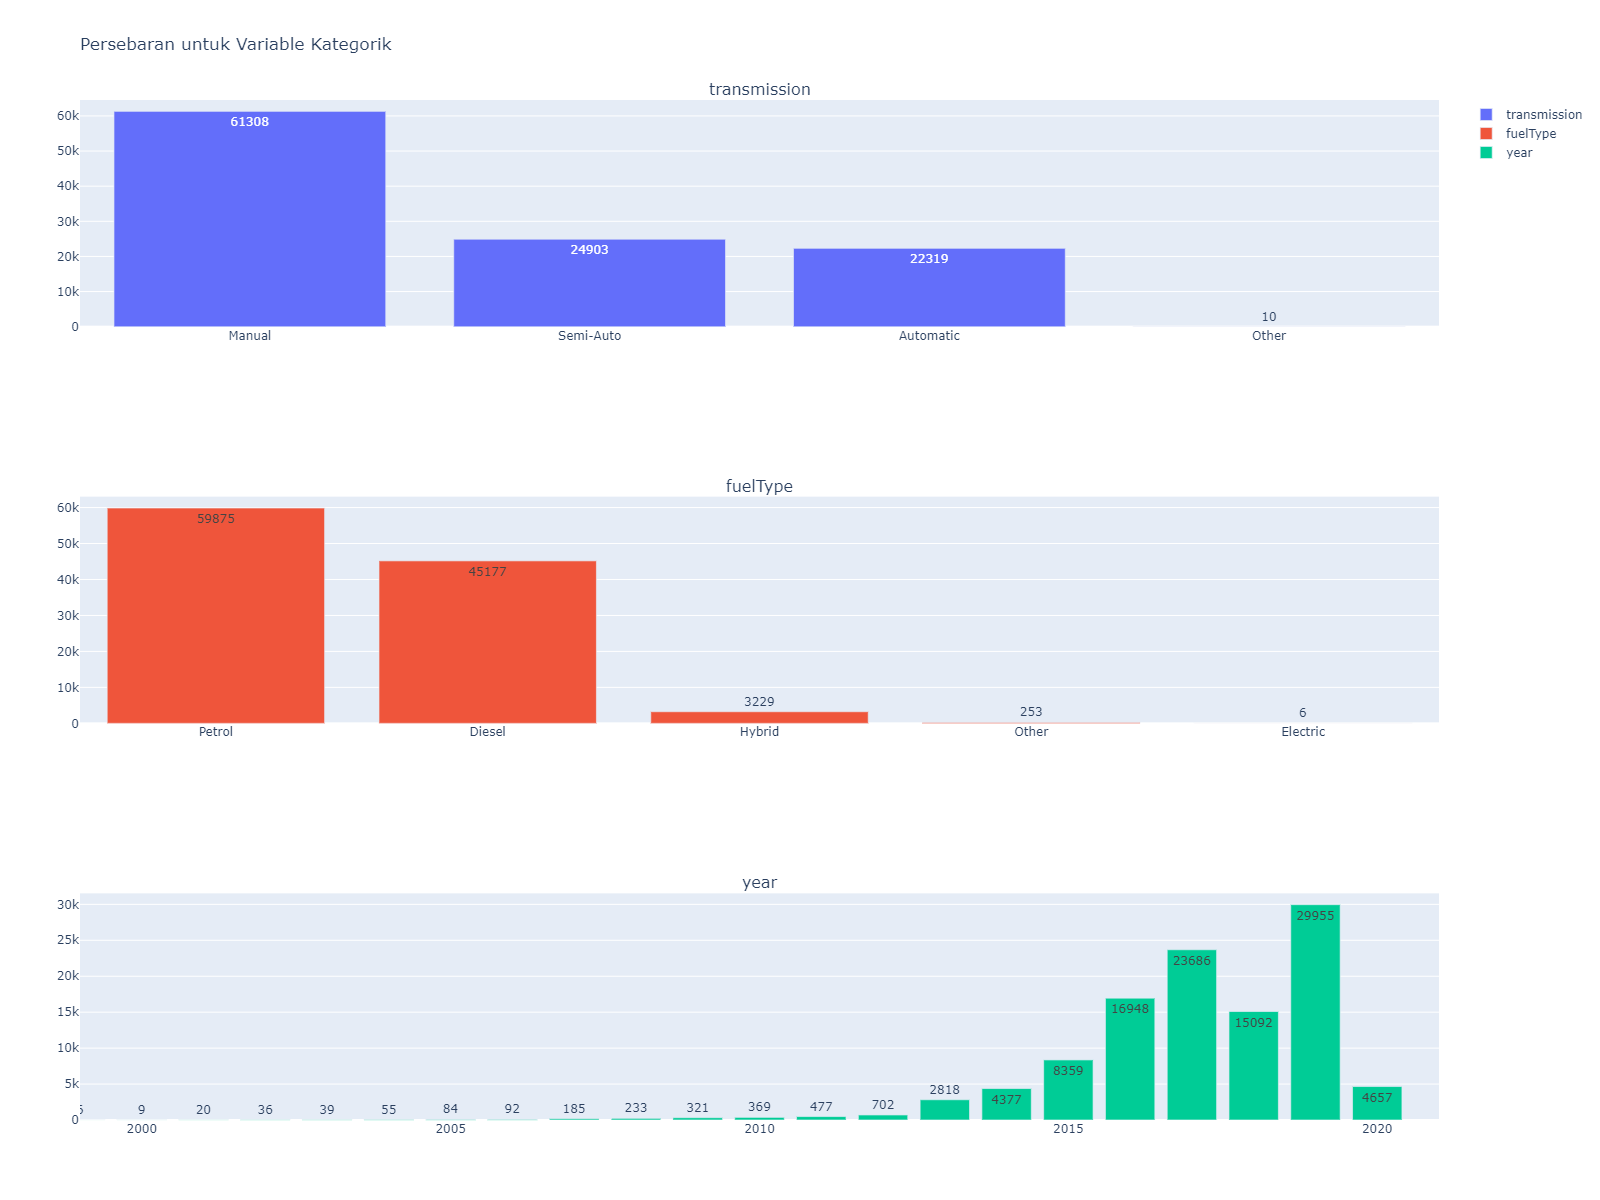 Persebaran untuk Variable Kategorik
transmission
60k
50k
40k
30k
20k
10k
0
61308
24903
22319
10
Manual
Semi-Auto
Automatic
Other
transmission
fuelType
year
fuelType
60k
50k
40k
30k
20k
10k
0
59875
45177
3229
253
6
Petrol
Diesel
Hybrid
Other
Electric
year
30k
25k
20k
15k
10k
5k
0
9
20
36
39
55
84
92
185
233
321
369
477
702
2818
4377
8359
16948
23686
15092
29955
4657
2000
2005
2010
2015
2020